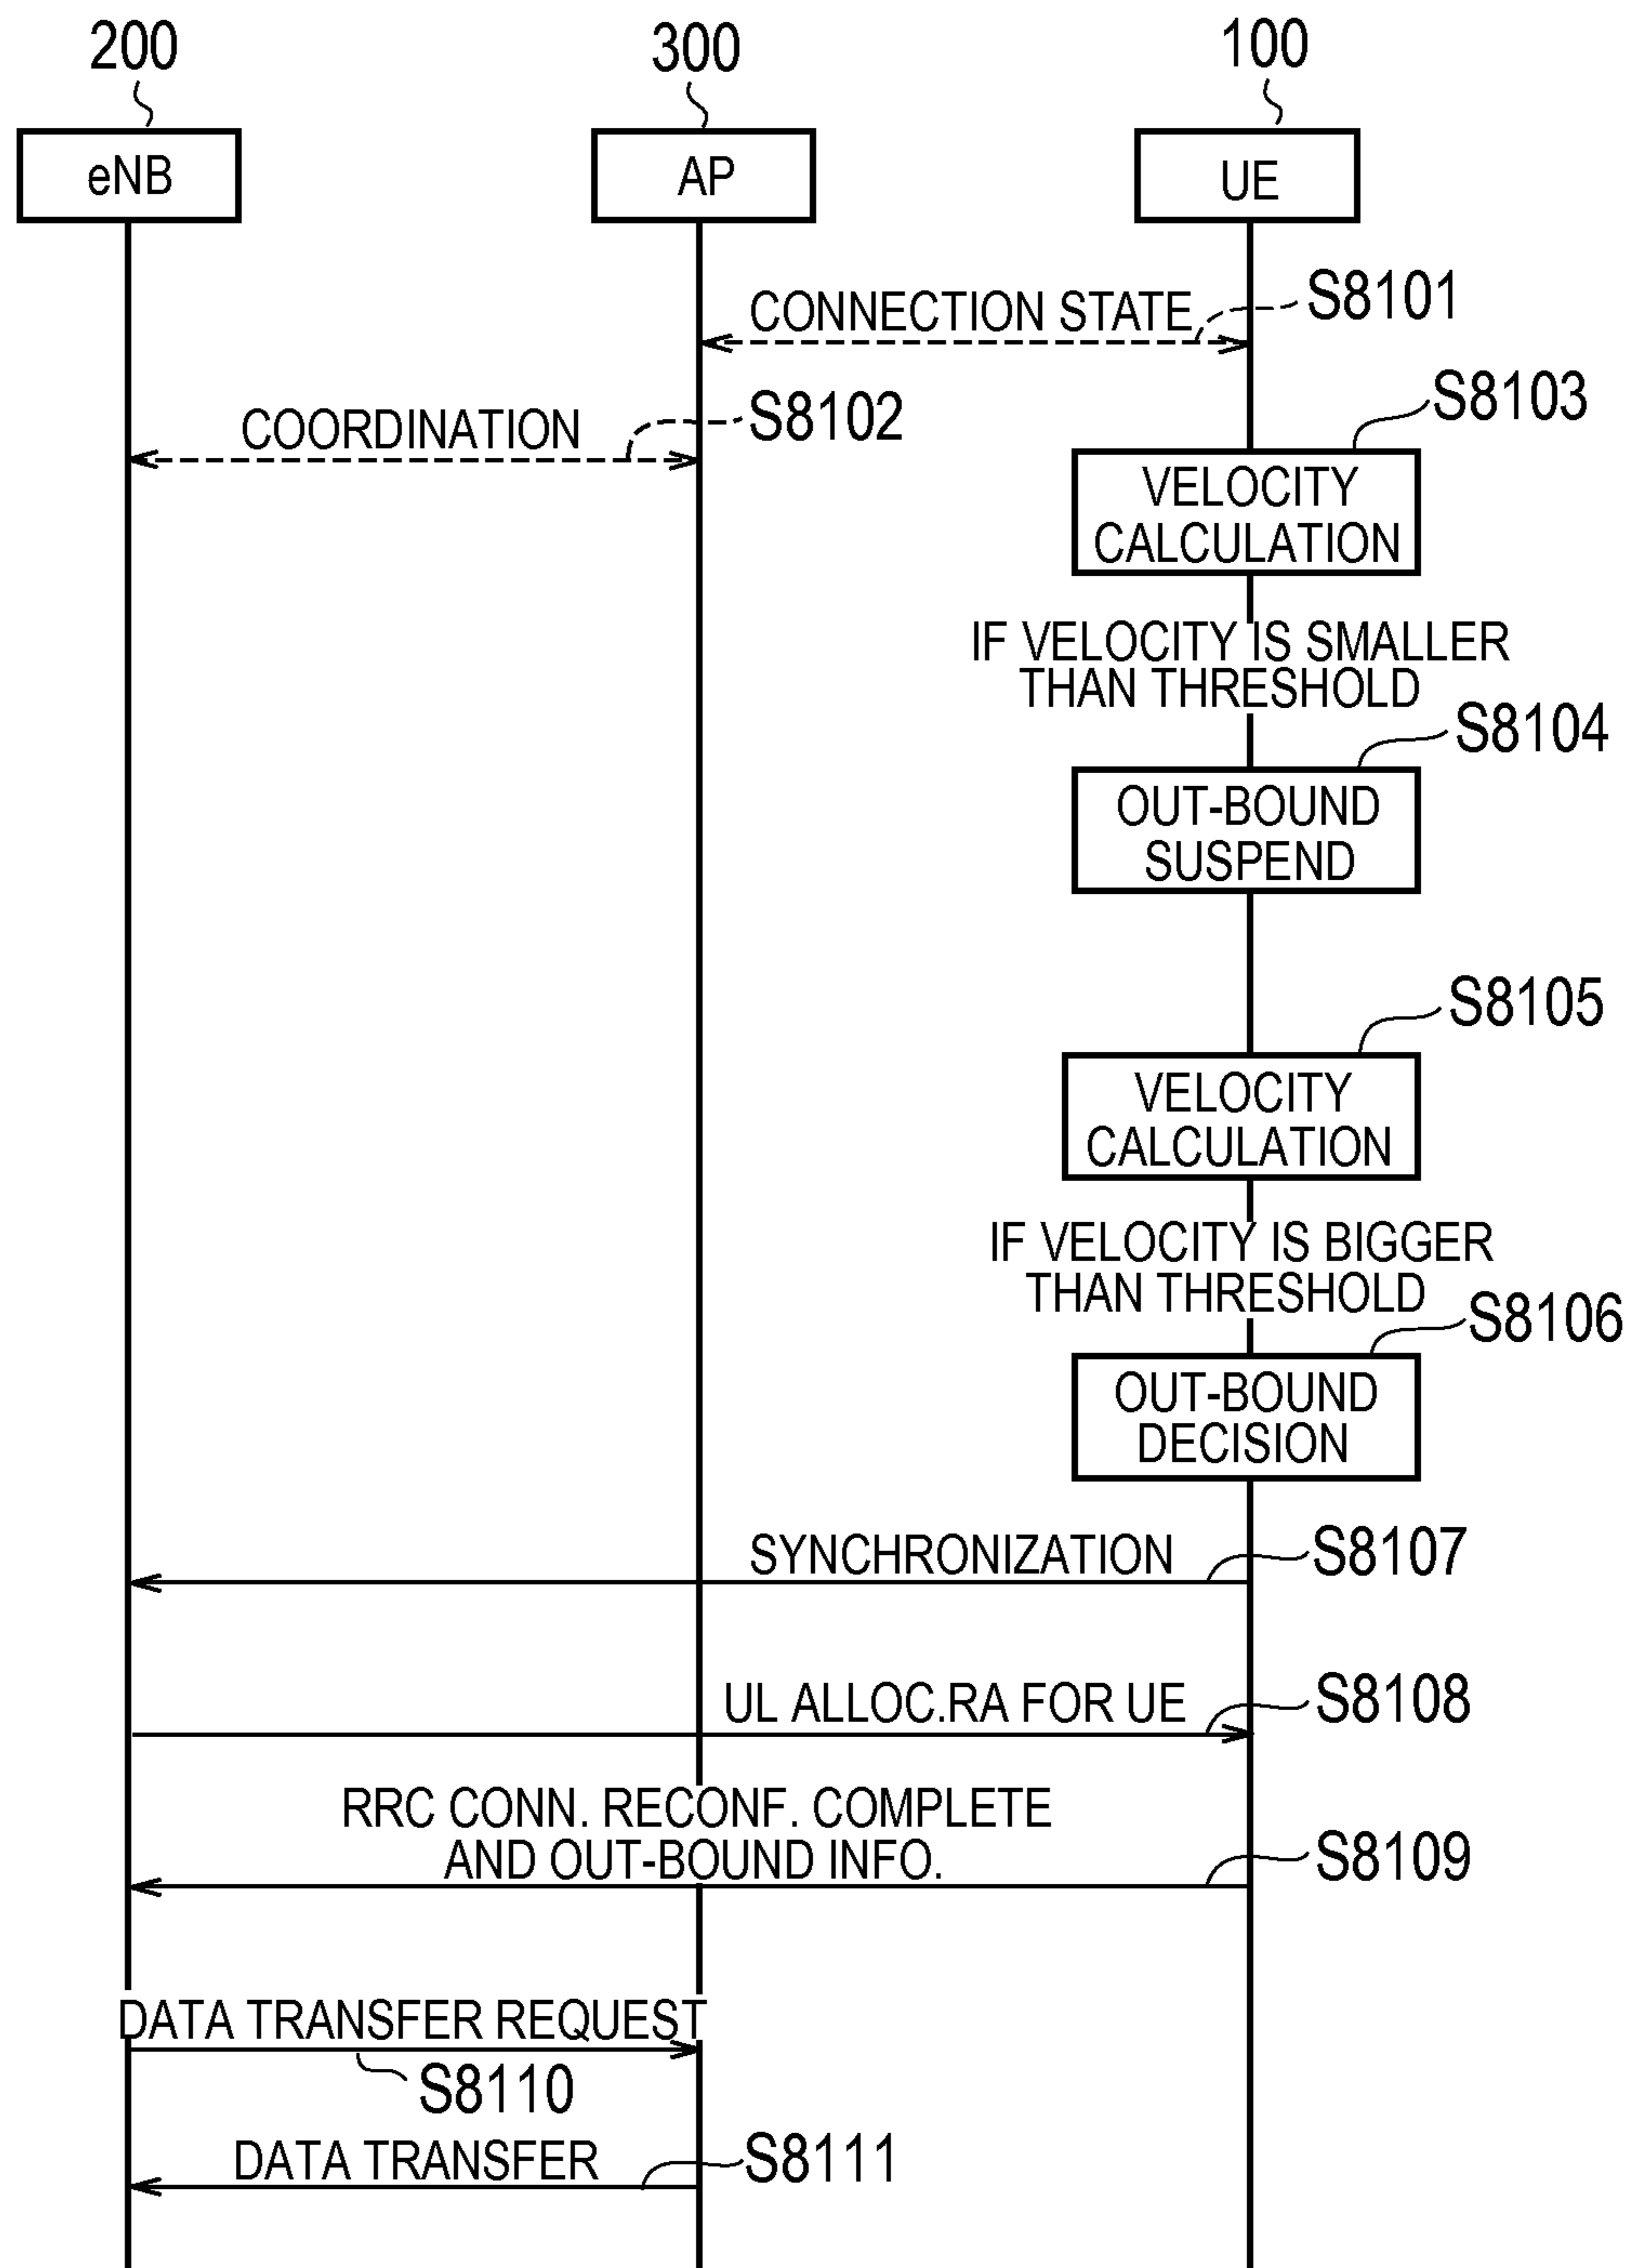 200
300
100
eNB
AP
UE
CONNECTION STATE
S8101
COORDINATION
S8102
S8103
VELOCITY
CALCULATION
IF VELOCITY IS SMALLER
THAN THRESHOLD
S8104
OUT-BOUND
SUSPEND
S8105
VELOCITY
CALCULATION
IF VELOCITY IS BIGGER
THAN THRESHOLD
S8106
OUT-BOUND
DECISION
SYNCHRONIZATION
S8107
UL ALLOC.RA FOR UE
S8108
RRC CONN. RECONF. COMPLETE
AND OUT-BOUND INFO.
S8109
DATA TRANSFER REQUEST
S8110
DATA TRANSFER
S8111